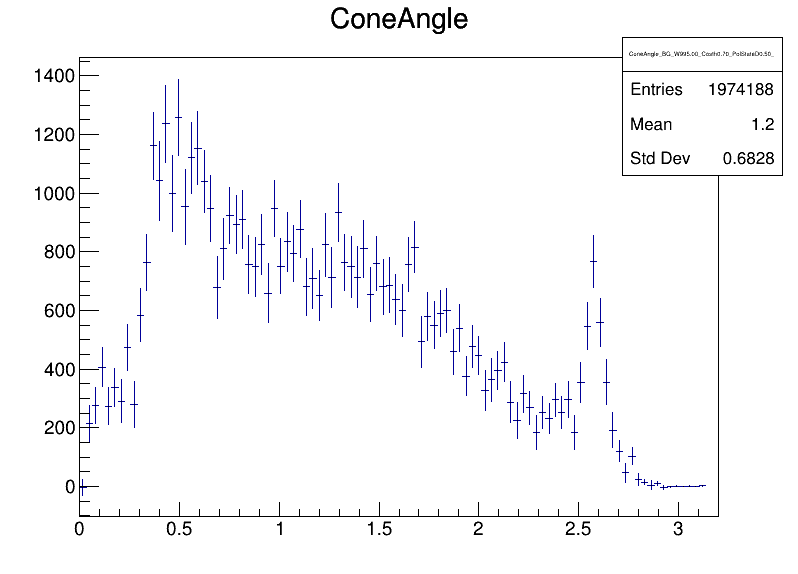 ConeAngle
ConeAngle_BG_W995.00_Costh0.70_PolStateD0.50_
Entries 1974188
Mean 1.2
Std Dev 0.6828
1400
1200
1000
800
600
400
200
0
0 0.5 1 1.5 2 2.5 3